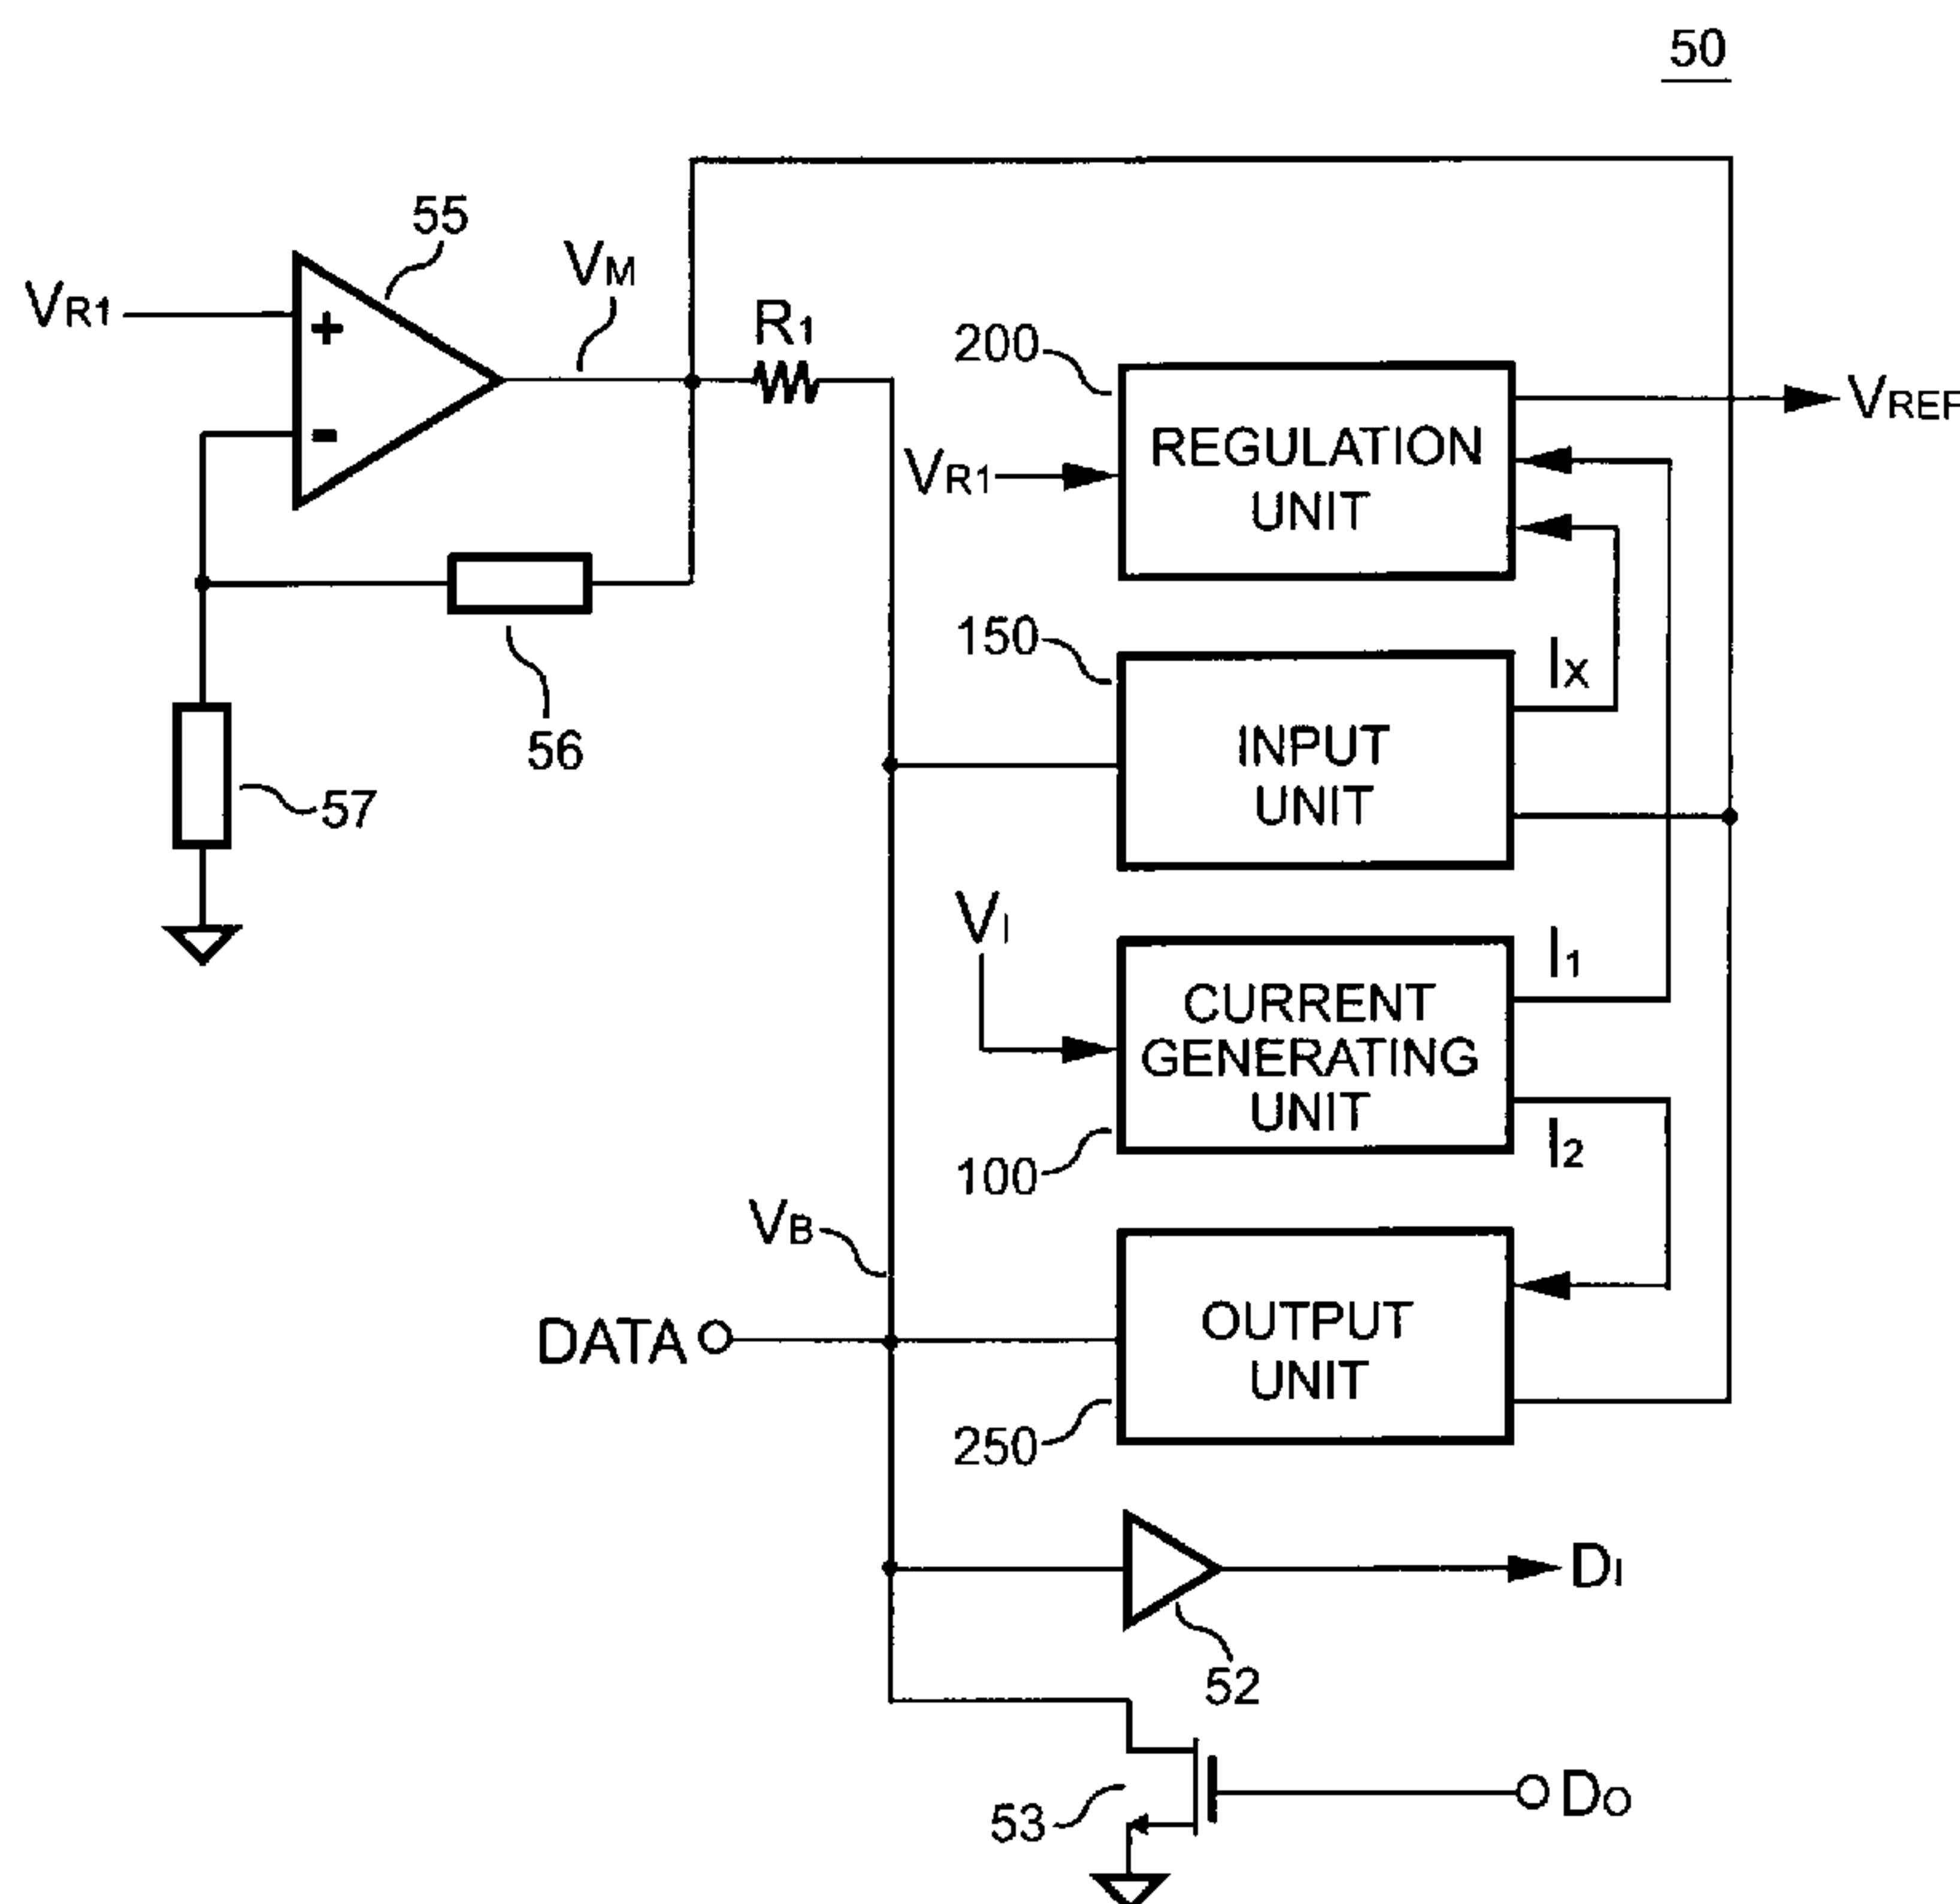 50
55
VR1
VM
R1
+
-
200
REGULATION
UNIT
VREF
VR1
150
IX
INPUT
UNIT
56
57
VI
I1
CURRENT
GENERATING
UNIT
100
I2
VB
DATA
OUTPUT
UNIT
250
DI
52
53
DO